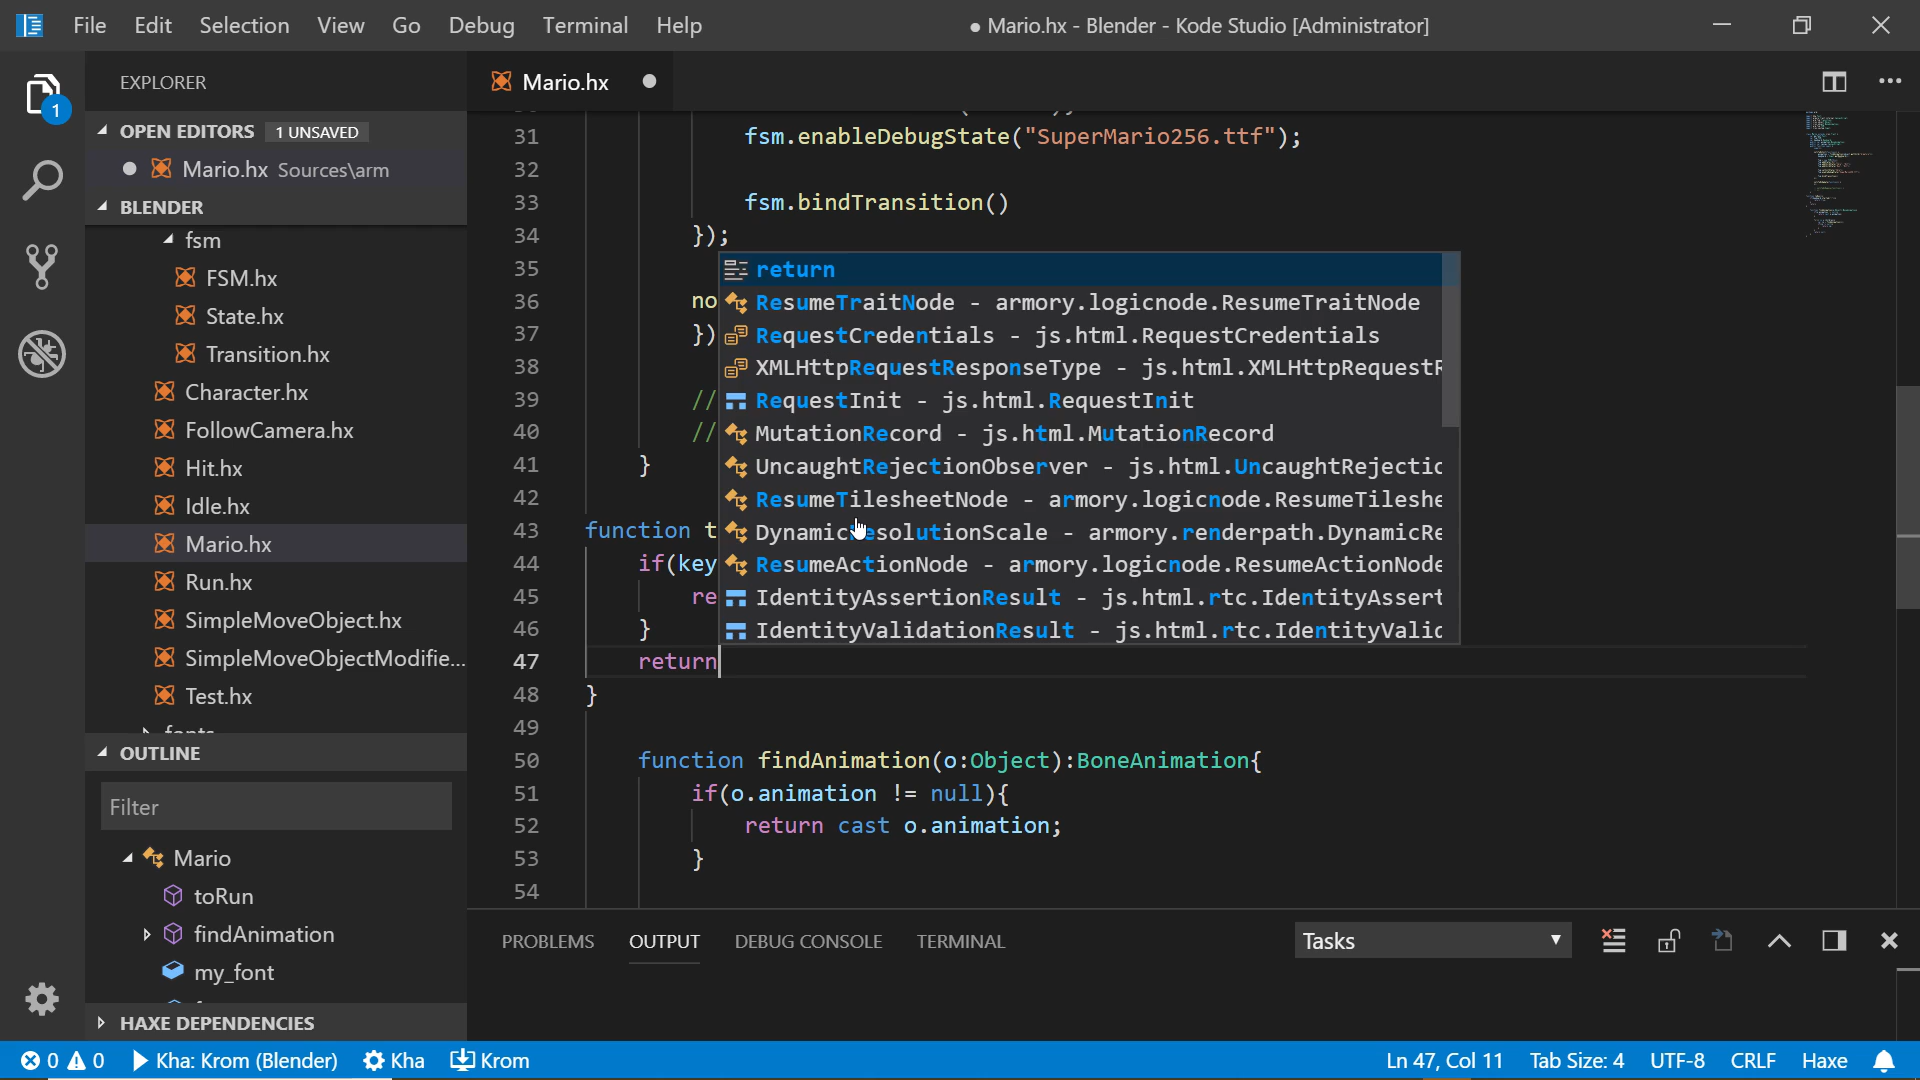 File Edit Selection View Go Debug Terminal Help
● Mario.hx - Blender - Kode Studio [Administrator]
EXPLORER
Mario.hx
1
OPEN EDITORS 1 UNSAVED
Mario.hx Sources\arm
BLENDER
fsm
FSM.hx
State.hx
Transition.hx
Character.hx
FollowCamera.hx
Hit.hx
Idle.hx
Mario.hx
Run.hx
SimpleMoveObject.hx
SimpleMoveObjectModifie...
Test.hx
OUTLINE
Filter
Mario
toRun
findAnimation
my_font
HAXE DEPENDENCIES
31 fsm.enableDebugState("SuperMario256.ttf");
32
33 fsm.bindTransition()
34 });
35
36 no
37 })
38
39 //
40 //
41 }
42
43 function t
44 if(key
45 re
46 }
47 return
48 }
49
50 function findAnimation(o:Object):BoneAnimation{
51 if(o.animation != null){
52 return cast o.animation;
53 }
54
return
ResumeTraitNode - armory.logicnode.ResumeTraitNode
RequestCredentials - js.html.RequestCredentials
XMLHttpRequestResponseType - js.html.XMLHttpRequestR
RequestInit - js.html.RequestInit
MutationRecord - js.html.MutationRecord
UncaughtRejectionObserver - js.html.UncaughtRejectio
ResumeTilesheetNode - armory.logicnode.ResumeTileshe
DynamicResolutionScale - armory.renderpath.DynamicRe
ResumeActionNode - armory.logicnode.ResumeActionNode
IdentityAssertionResult - js.html.rtc.IdentityAssert
IdentityValidationResult - js.html.rtc.IdentityValid
PROBLEMS OUTPUT DEBUG CONSOLE TERMINAL
Tasks
0 0 Kha: Krom (Blender) Kha Krom
Ln 47, Col 11 Tab Size: 4 UTF-8 CRLF Haxe